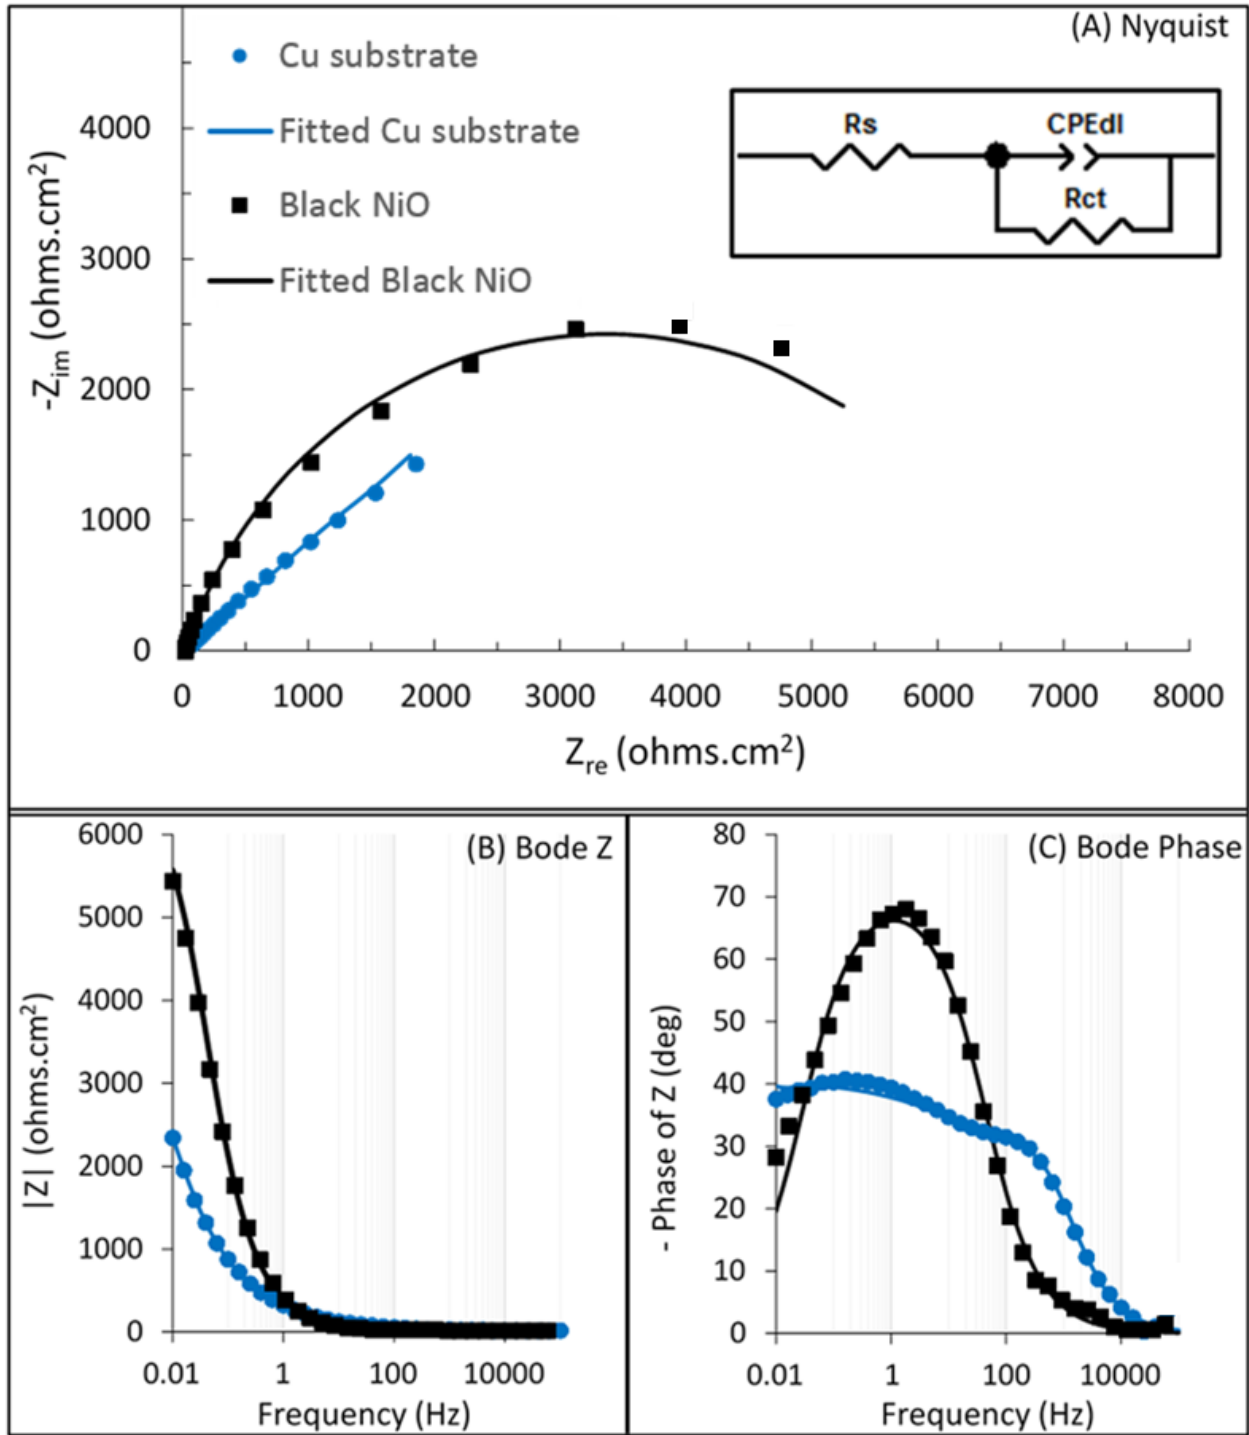 (A) Nyquist
Cu substrate
Fitted Cu substrate
Black NiO
Fitted Black NiO
Rs
CPEdl
Rct
-Zim (ohms.cm2)
4000
3000
2000
1000
0
0 1000 2000 3000 4000 5000 6000 7000 8000
Zre (ohms.cm2)
(B) Bode Z
|Z| (ohms.cm2)
6000
5000
4000
3000
2000
1000
0
0.01 1 100 10000
Frequency (Hz)
(C) Bode Phase
- Phase of Z (deg)
80
70
60
50
40
30
20
10
0
0.01 1 100 10000
Frequency (Hz)